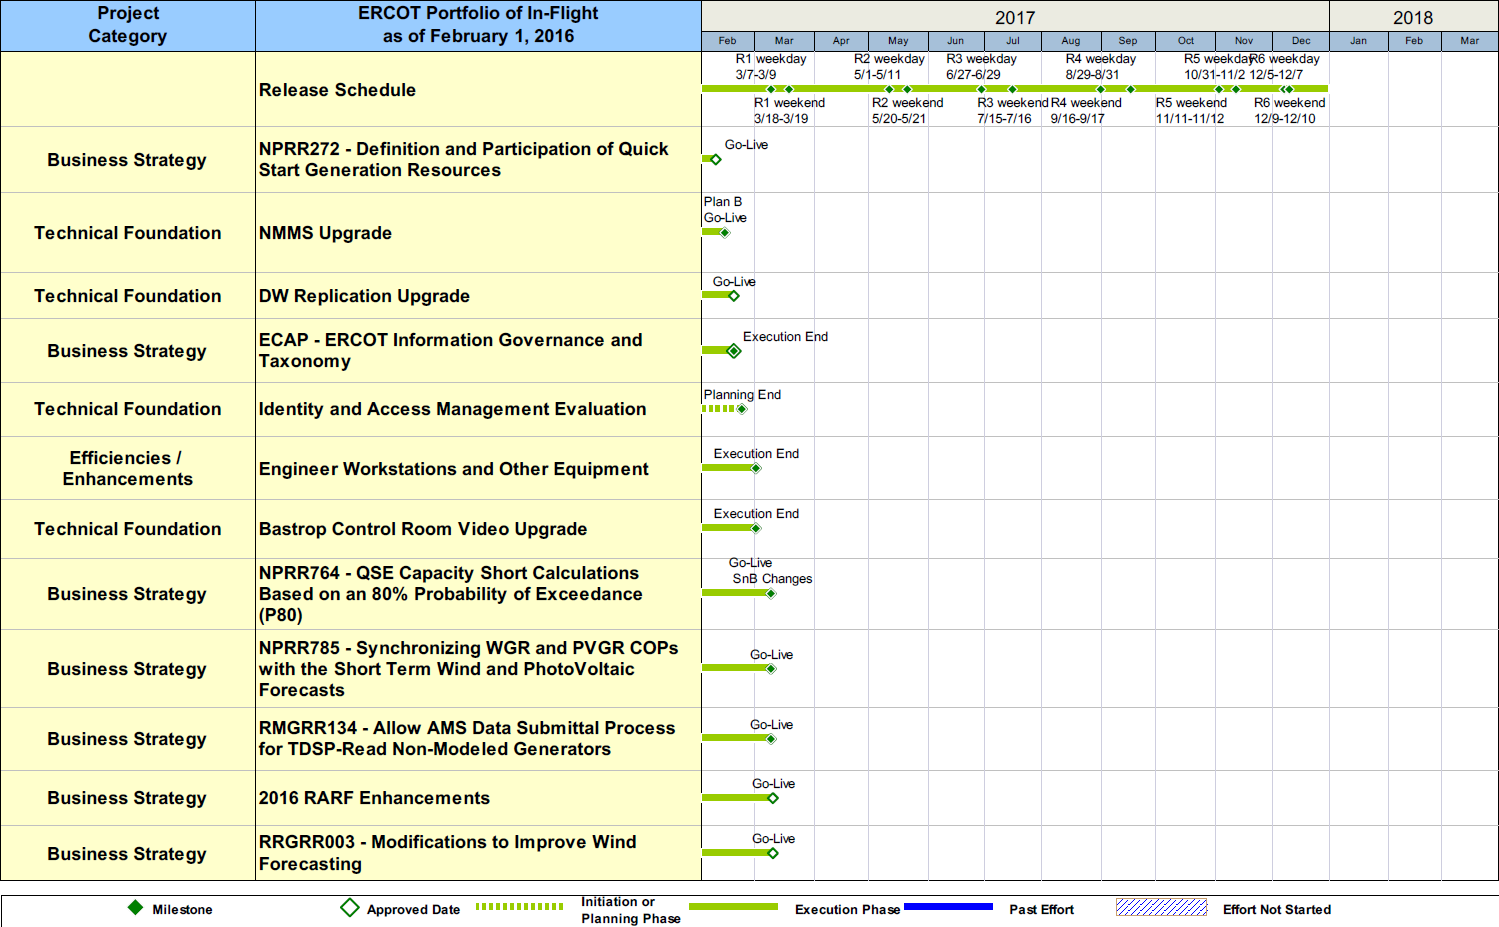 Project
Category
ERCOT Portfolio of In-Flight
as of February 1, 2016
2017
2018
Feb Mar Apr May Jun Jul Aug Sep Oct Nov Dec Jan Feb Mar
Release Schedule
R1 weekday R2 weekday R3 weekday R4 weekday R5 weekday R6 weekday
3/7-3/9 5/1-5/11 6/27-6/29 8/29-8/31 10/31-11/2 12/5-12/7
R1 weekend R2 weekend R3 weekend R4 weekend R5 weekend R6 weekend
3/18-3/19 5/20-5/21 7/15-7/16 9/16-9/17 11/11-11/12 12/9-12/10
Business Strategy
NPRR272 - Definition and Participation of Quick
Start Generation Resources
Go-Live
Technical Foundation
NMMS Upgrade
Plan B
Go-Live
Technical Foundation
DW Replication Upgrade
Go-Live
Business Strategy
ECAP - ERCOT Information Governance and
Taxonomy
Execution End
Technical Foundation
Identity and Access Management Evaluation
Planning End
Efficiencies /
Enhancements
Engineer Workstations and Other Equipment
Execution End
Technical Foundation
Bastrop Control Room Video Upgrade
Execution End
Business Strategy
NPRR764 - QSE Capacity Short Calculations
Based on an 80% Probability of Exceedance
(P80)
Go-Live
SnB Changes
Business Strategy
NPRR785 - Synchronizing WGR and PVGR COPs
with the Short Term Wind and PhotoVoltaic
Forecasts
Go-Live
Business Strategy
RMGRR134 - Allow AMS Data Submittal Process
for TDSP-Read Non-Modeled Generators
Go-Live
Business Strategy
2016 RARF Enhancements
Go-Live
Business Strategy
RRGRR003 - Modifications to Improve Wind
Forecasting
Go-Live
Milestone
Approved Date
Initiation or
Planning Phase
Execution Phase
Past Effort
Effort Not Started